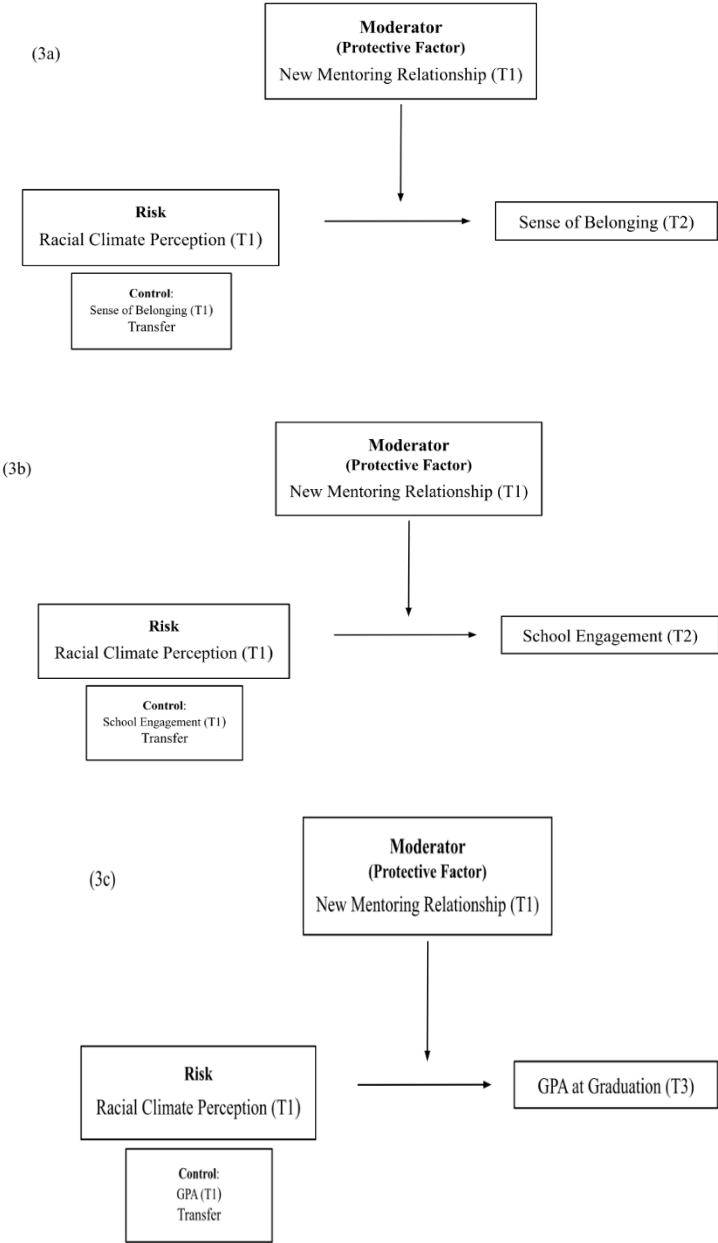 (3a)
Moderator
(Protective Factor)
New Mentoring Relationship (T1)
Risk
Racial Climate Perception (T1)
Sense of Belonging (T2)
Control:
Sense of Belonging (T1)
Transfer
(3b)
Moderator
(Protective Factor)
New Mentoring Relationship (T1)
Risk
Racial Climate Perception (T1)
School Engagement (T2)
Control:
School Engagement (T1)
Transfer
(3c)
Moderator
(Protective Factor)
New Mentoring Relationship (T1)
Risk
Racial Climate Perception (T1)
GPA at Graduation (T3)
Control:
GPA (T1)
Transfer